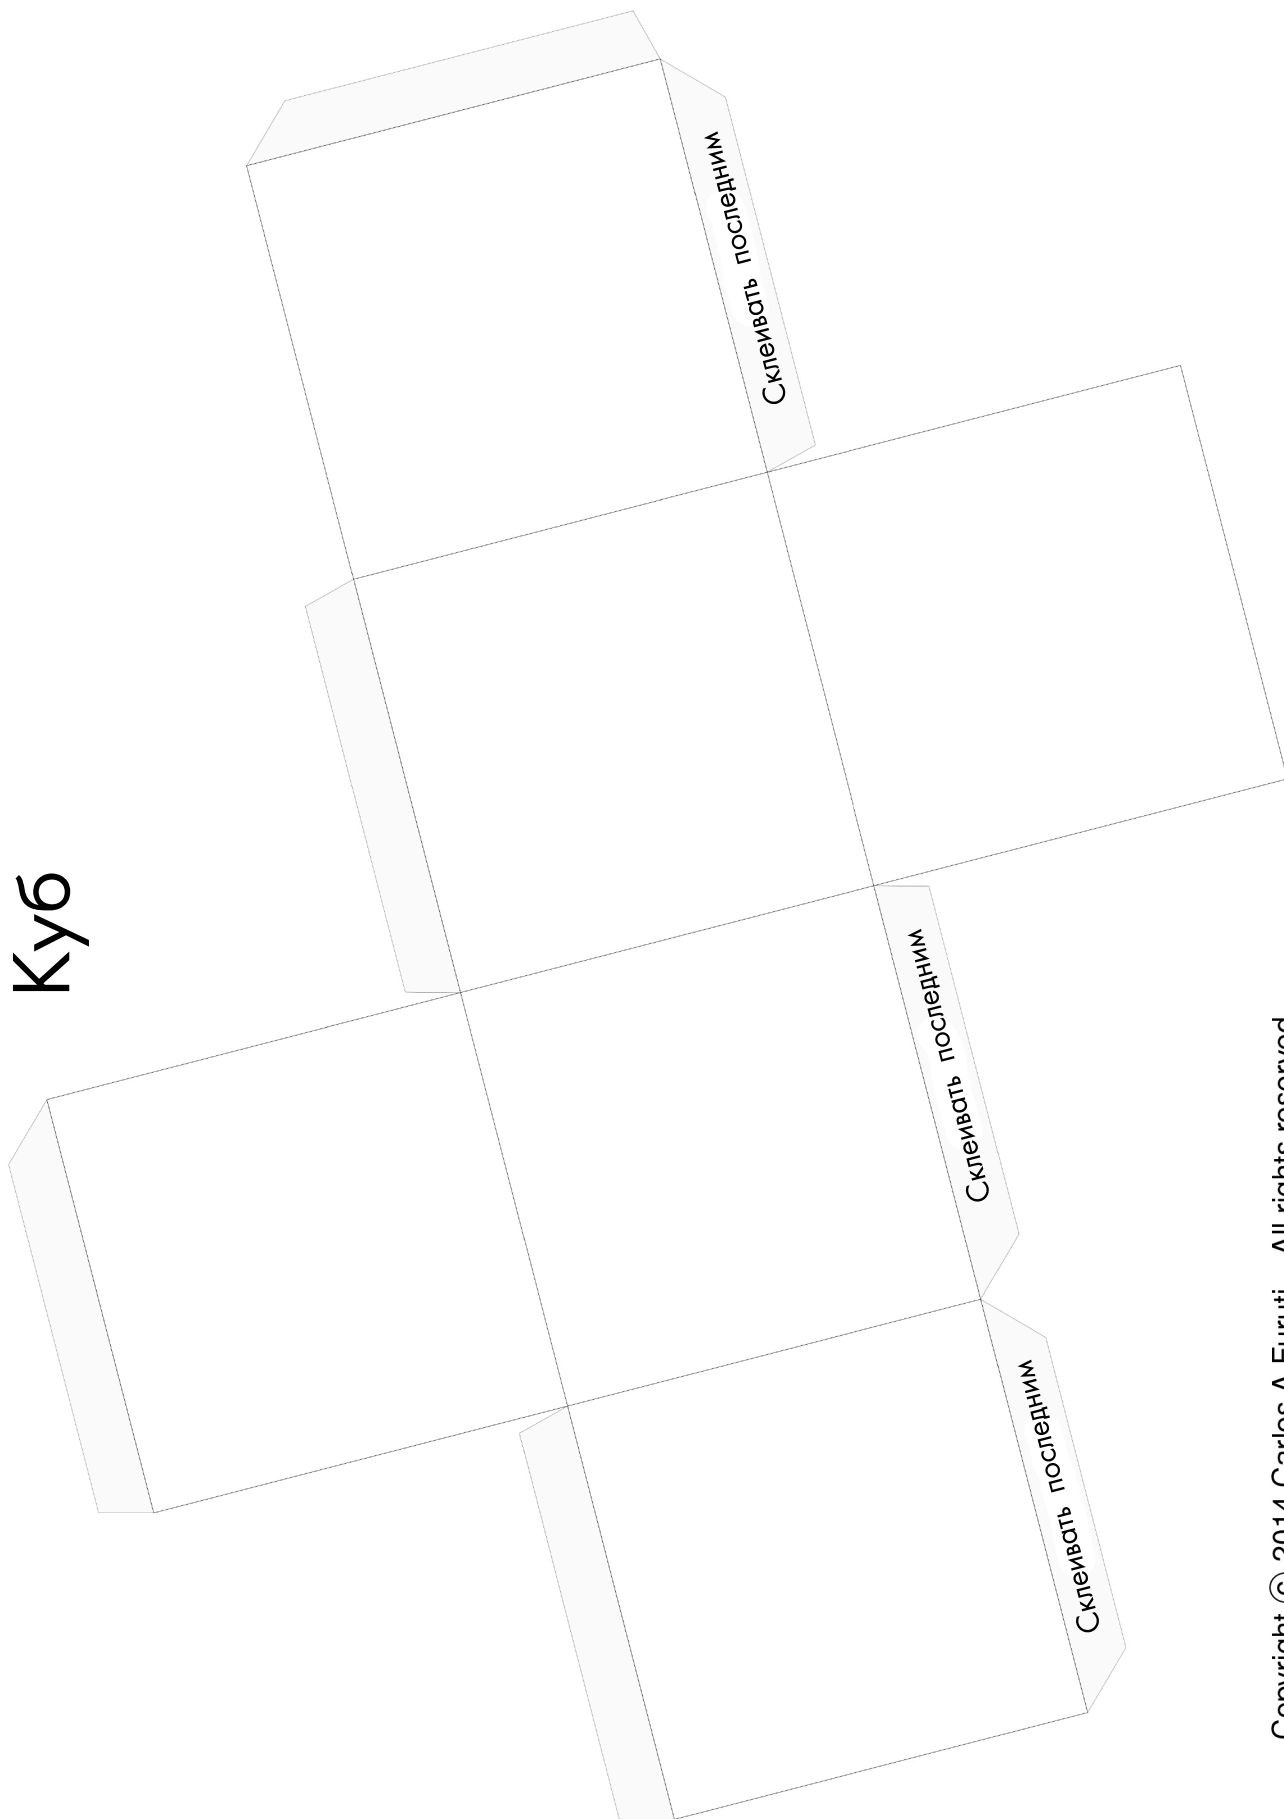 Куб
Склеивать последним
Склеивать последним
Склеивать последним
Copyright © 2014 Carlos A Furuti All rights reserved